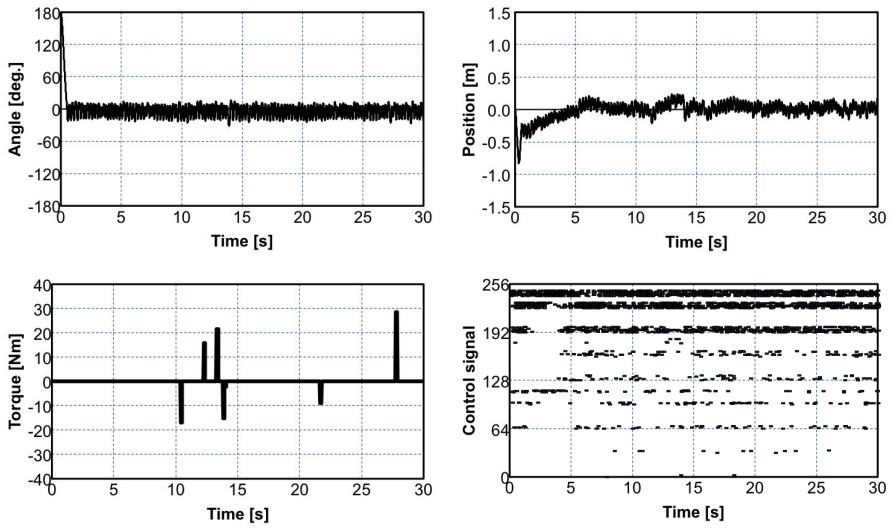 180
120
60
0
-60
-120
-180
Angle [deg.]
0 5 10 15 20 25 30
Time [s]
1.5
1.0
0.5
0.0
-0.5
-1.0
-1.5
Position [m]
0 5 10 15 20 25 30
Time [s]
40
30
20
10
0
-10
-20
-30
-40
Torque [Nm]
0 5 10 15 20 25 30
Time [s]
256
192
128
64
0
Control signal
0 5 10 15 20 25 30
Time [s]